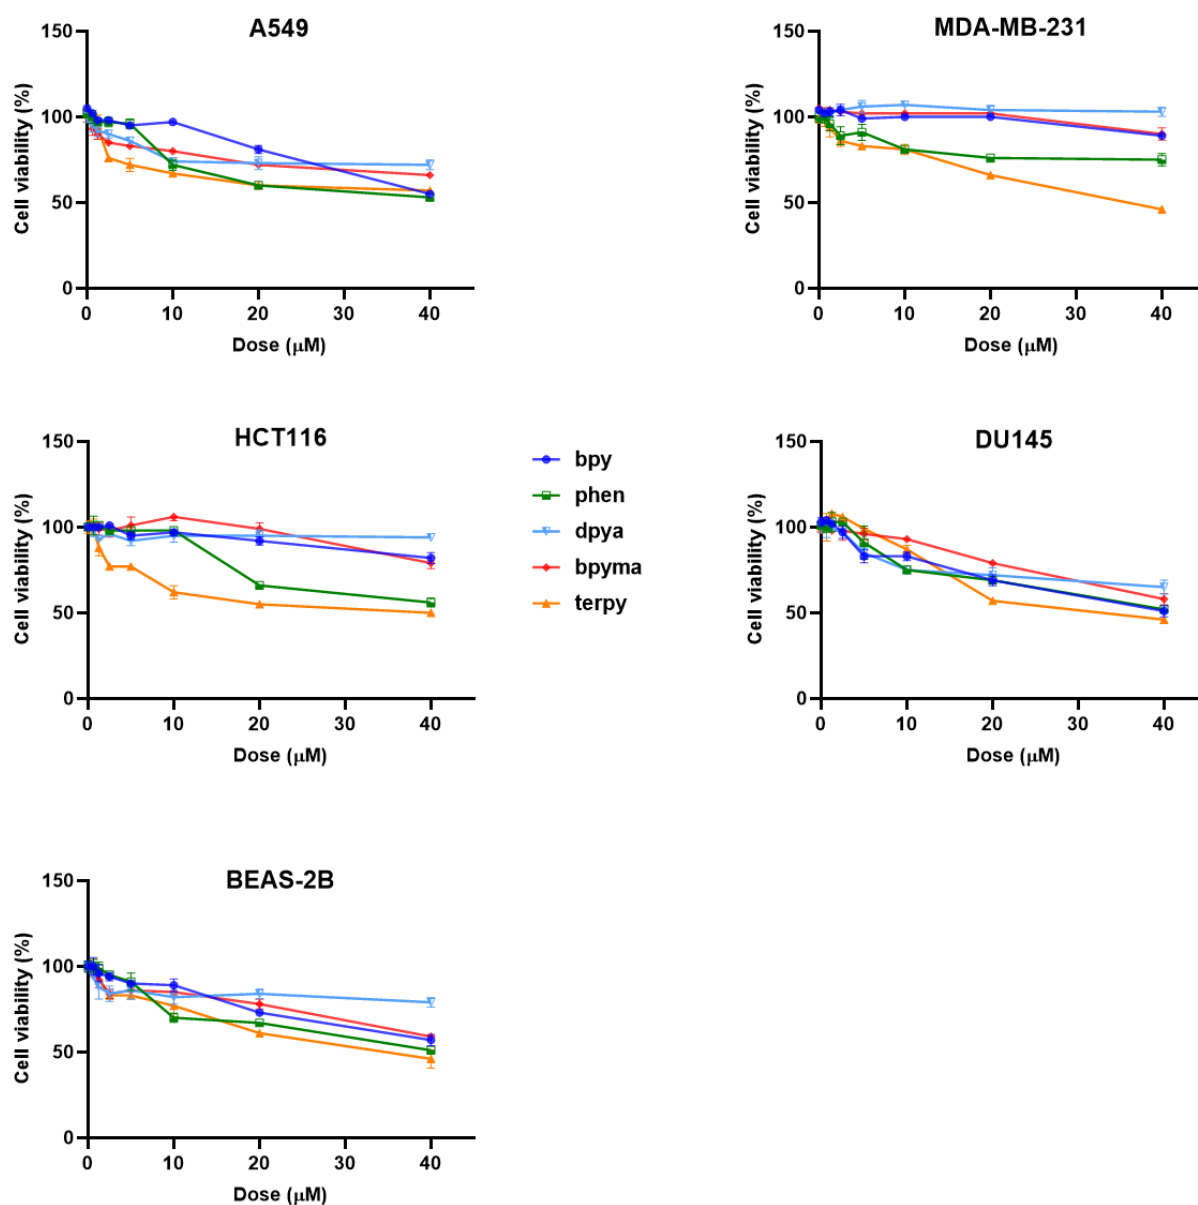 A549
150
100
50
0
Cell viability (%)
0 10 20 30 40
Dose (μM)
MDA-MB-231
150
100
50
0
Cell viability (%)
0 10 20 30 40
Dose (μM)
HCT116
150
100
50
0
Cell viability (%)
0 10 20 30 40
Dose (μM)
bpy
phen
dpya
bpyma
terpy
DU145
150
100
50
0
Cell viability (%)
0 10 20 30 40
Dose (μM)
BEAS-2B
150
100
50
0
Cell viability (%)
0 10 20 30 40
Dose (μM)